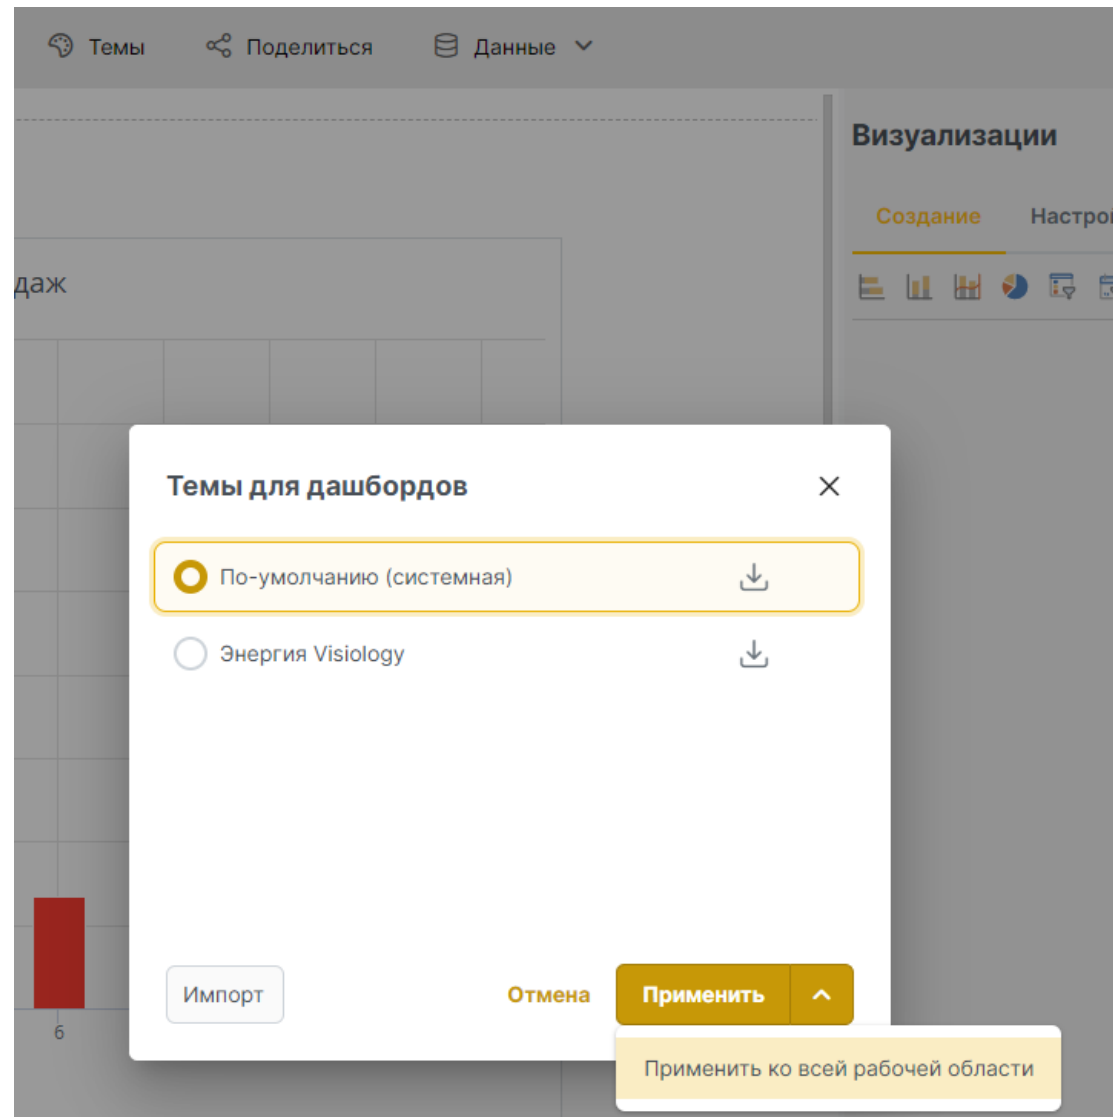 Темы Поделиться Данные
Визуализации
Создание Настрой
даж
Темы для дашбордов
По-умолчанию (системная)
Энергия Visiology
Импорт Отмена Применить
6
Применить ко всей рабочей области